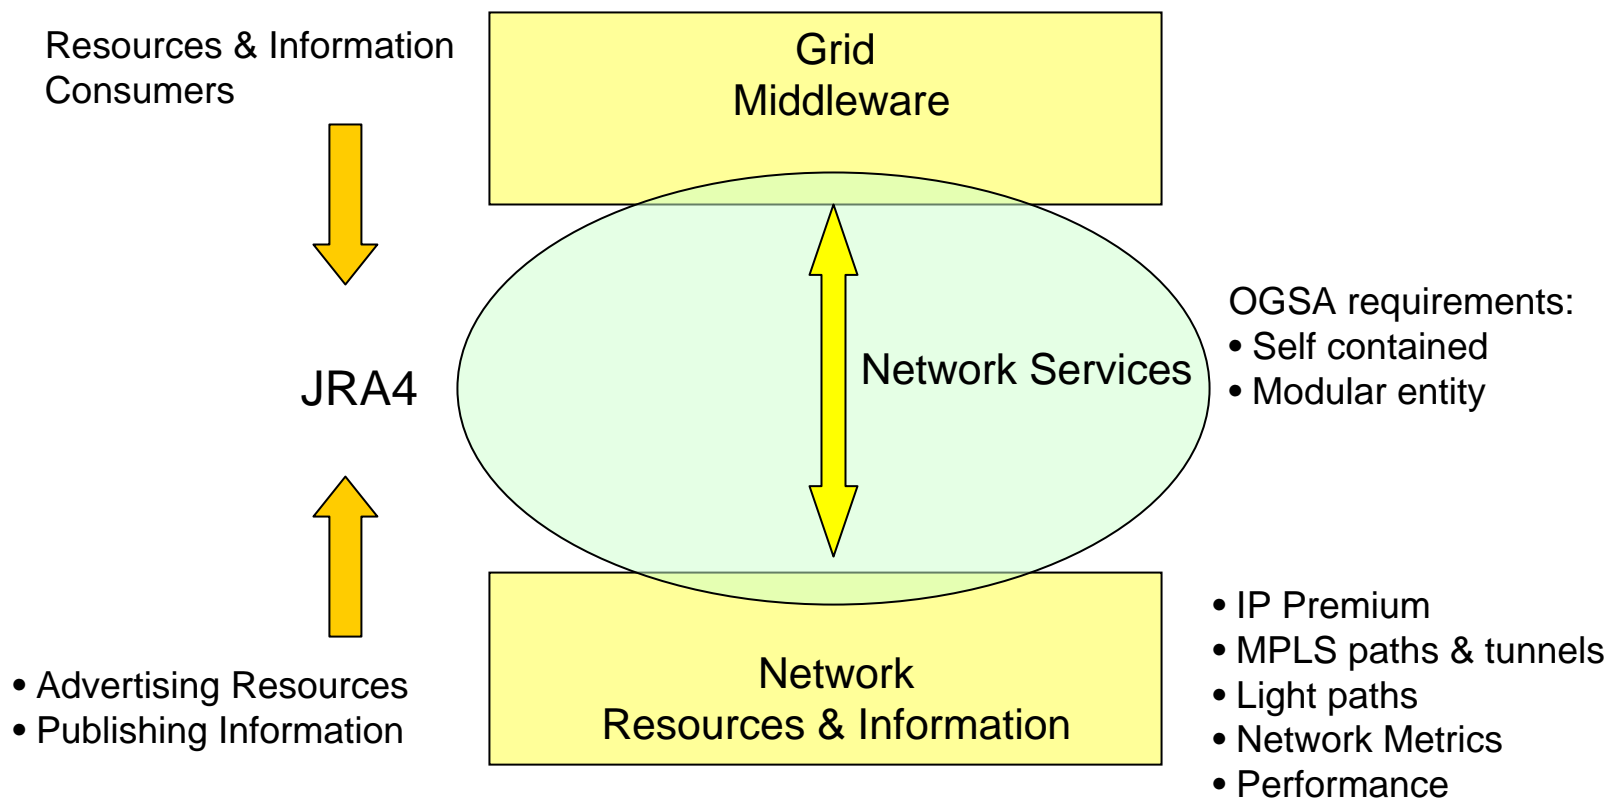 Resources & Information
Consumers
Grid
Middleware
JRA4
Network Services
OGSA requirements:
• Self contained
• Modular entity
• Advertising Resources
• Publishing Information
Network
Resources & Information
• IP Premium
• MPLS paths & tunnels
• Light paths
• Network Metrics
• Performance